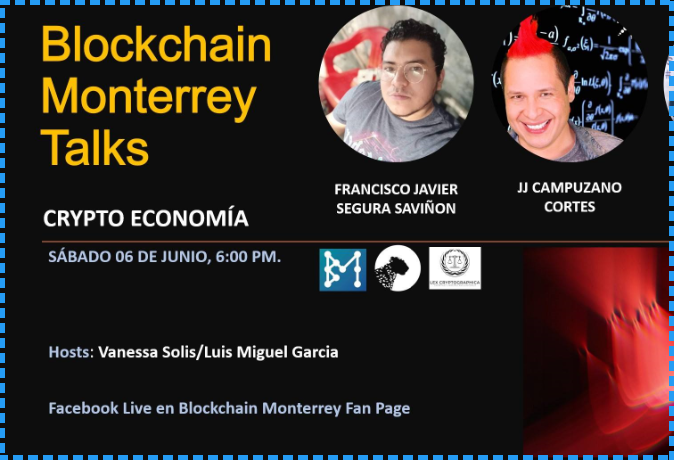 Blockchain
Monterrey
Talks
FRANCISCO JAVIER
SEGURA SAVIÑON
JJ CAMPUZANO
CORTES
CRYPTO ECONOMÍA
SÁBADO 06 DE JUNIO, 6:00 PM.
LEX CRYPTOGRAPHICA
Hosts: Vanessa Solis/Luis Miguel Garcia
Facebook Live en Blockchain Monterrey Fan Page